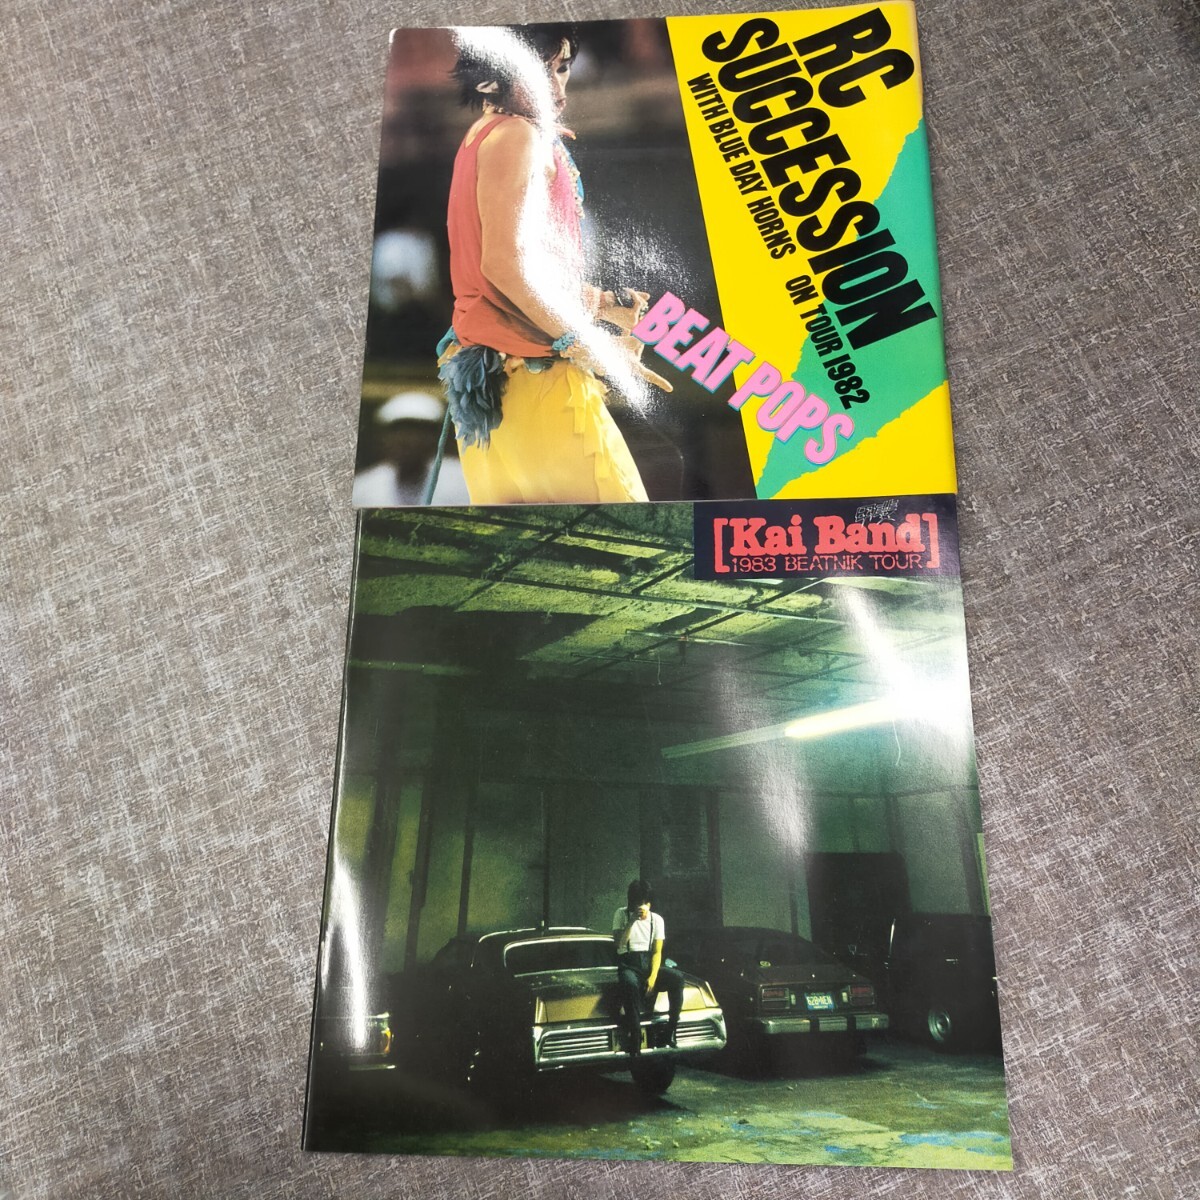 RC
SUCCESSION
WITH BLUE DAY HORNS ON TOUR 1982
BEAT POPS
[Kai Band]
1983 BEATNIK TOUR